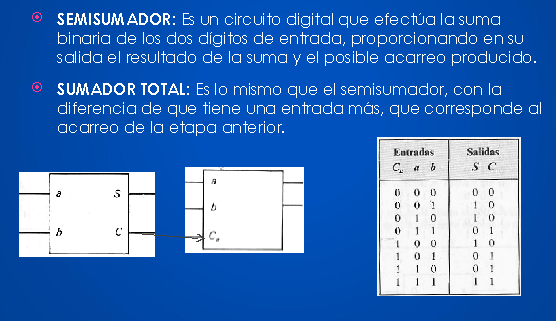 SEMISUMADOR: Es un circuito digital que efectúa la suma
binaria de los dos dígitos de entrada, proporcionando en su
salida el resultado de la suma y el posible acarreo producido.
SUMADOR TOTAL: Es lo mismo que el semisumador, con la
diferencia de que tiene una entrada más, que corresponde al
acarreo de la etapa anterior.
a S
b C
a
b
Cₐ
Entradas Salidas
Cₐ a b S C
0 0 0 0 0
0 0 1 1 0
0 1 0 1 0
0 1 1 0 1
1 0 0 1 0
1 0 1 0 1
1 1 0 0 1
1 1 1 1 1